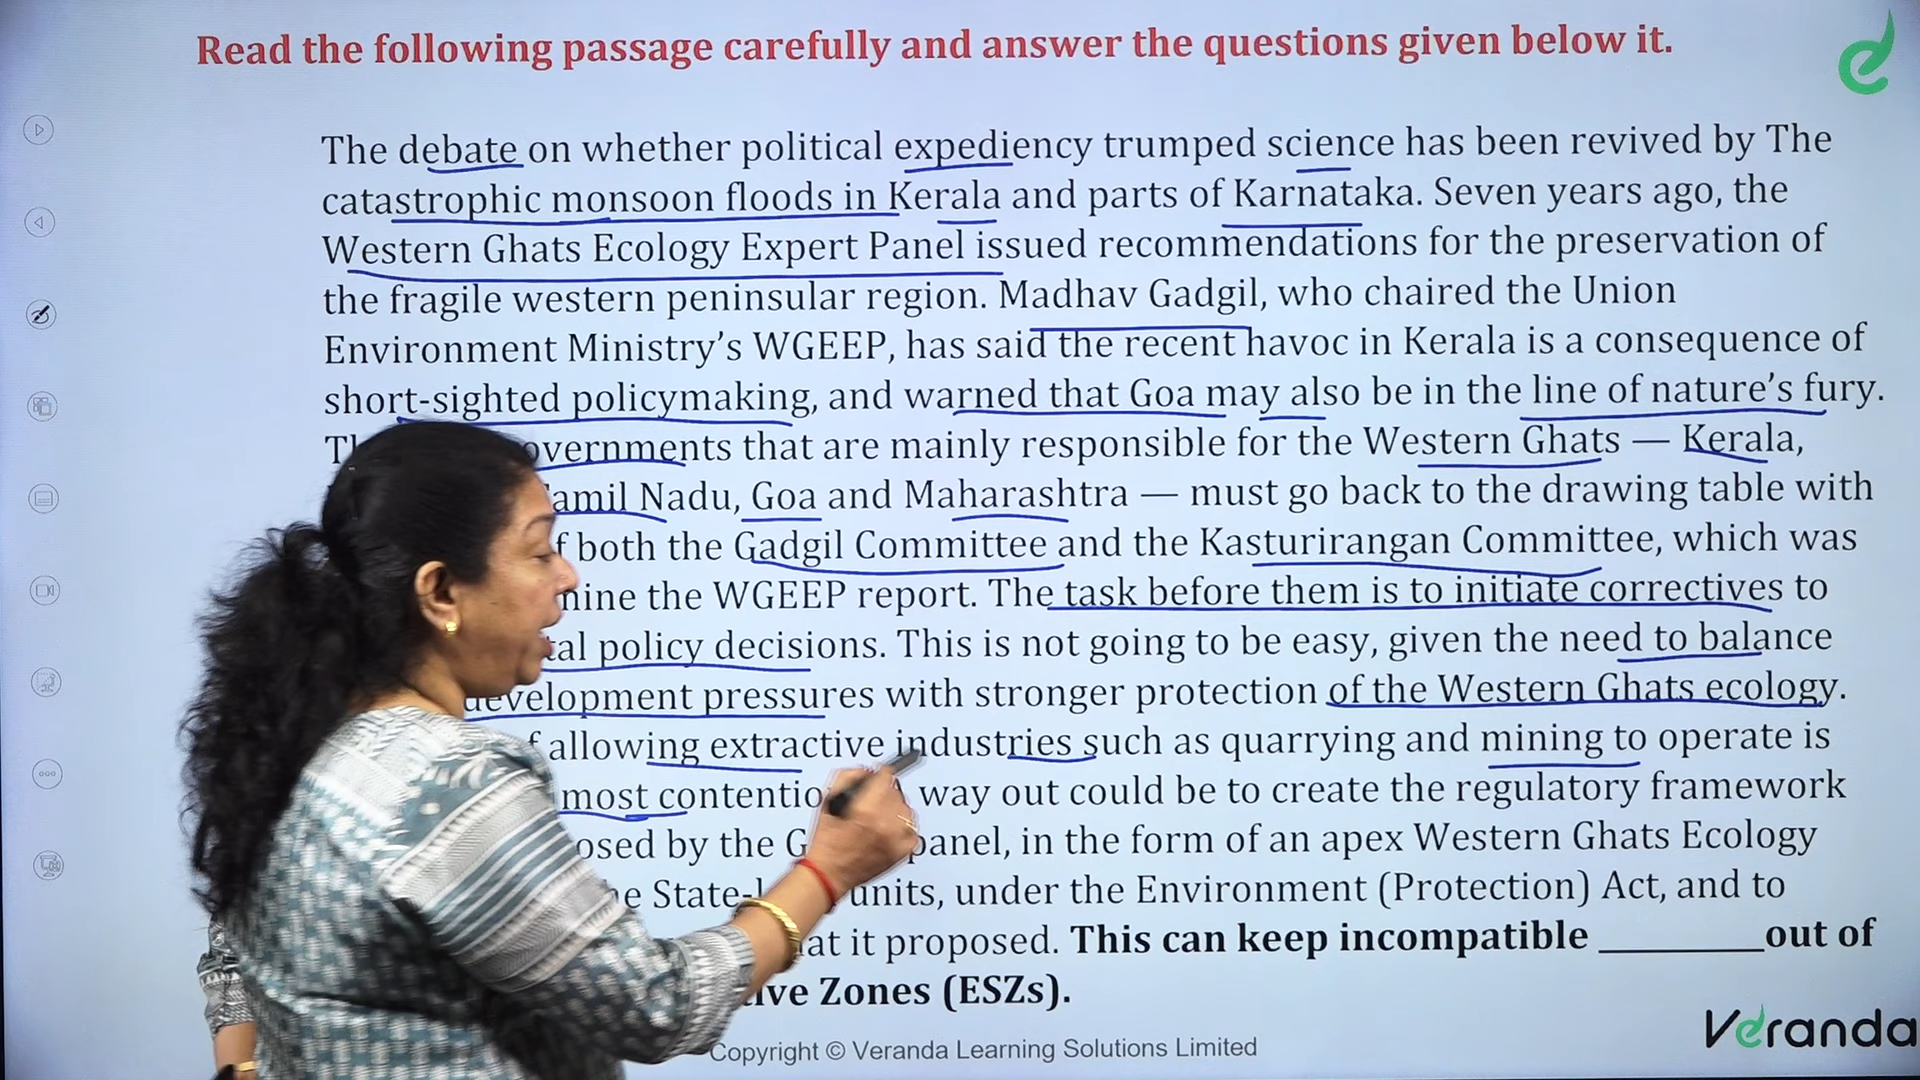 Read the following passage carefully and answer the questions given below it.
The debate on whether political expediency trumped science has been revived by The
catastrophic monsoon floods in Kerala and parts of Karnataka. Seven years ago, the
Western Ghats Ecology Expert Panel issued recommendations for the preservation of
the fragile western peninsular region. Madhav Gadgil, who chaired the Union
Environment Ministry's WGEEP, has said the recent havoc in Kerala is a consequence of
short-sighted policymaking, and warned that Goa may also be in the line of nature's fury.
that are mainly responsible for the Western Ghats — Kerala,
Nadu, Goa and Maharashtra — must go back to the drawing table with
both the Gadgil Committee and the Kasturirangan Committee, which was
the WGEEP report. The task before them is to initiate correctives to
policy decisions. This is not going to be easy, given the need to balance
development pressures with stronger protection of the Western Ghats ecology.
allowing extractive industries such as quarrying and mining to operate is
most way out could be to create the regulatory framework
by the panel, in the form of an apex Western Ghats Ecology
units, under the Environment (Protection) Act, and to
it proposed. This can keep incompatible ________ out of
Zones (ESZs).
Copyright © Veranda Learning Solutions Limited
Veranda